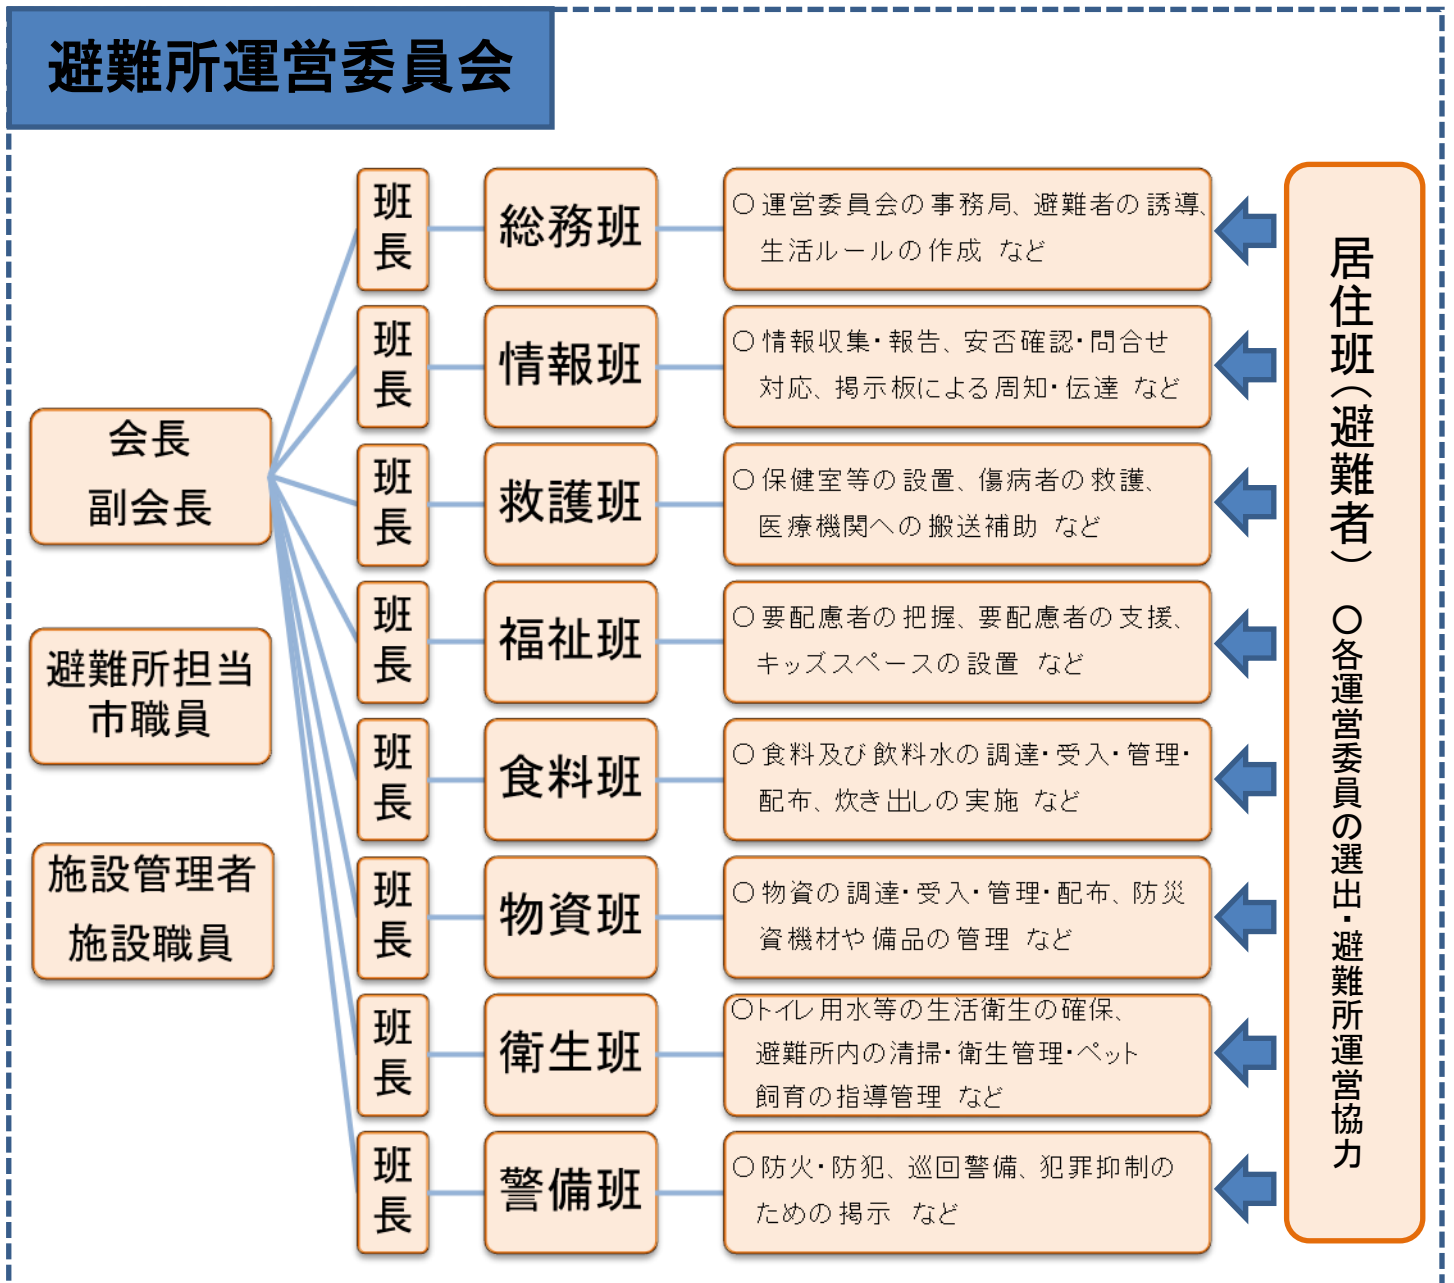 避難所運営委員会
会長
副会長
避難所担当
市職員
施設管理者
施設職員
班長
総務班
○運営委員会の事務局、避難者の誘導、
生活ルールの作成 など
班長
情報班
○情報収集・報告、安否確認・問合せ
対応、掲示板による周知・伝達 など
班長
救護班
○保健室等の設置、傷病者の救護、
医療機関への搬送補助 など
班長
福祉班
○要配慮者の把握、要配慮者の支援、
キッズスペースの設置 など
班長
食料班
○食料及び飲料水の調達・受入・管理・
配布、炊き出しの実施 など
班長
物資班
○物資の調達・受入・管理・配布、防災
資機材や備品の管理 など
班長
衛生班
○トイレ用水等の生活衛生の確保、
避難所内の清掃・衛生管理・ペット
飼育の指導管理 など
班長
警備班
○防火・防犯、巡回警備、犯罪抑制の
ための掲示 など
居住班(避難者) ○各運営委員の選出・避難所運営協力